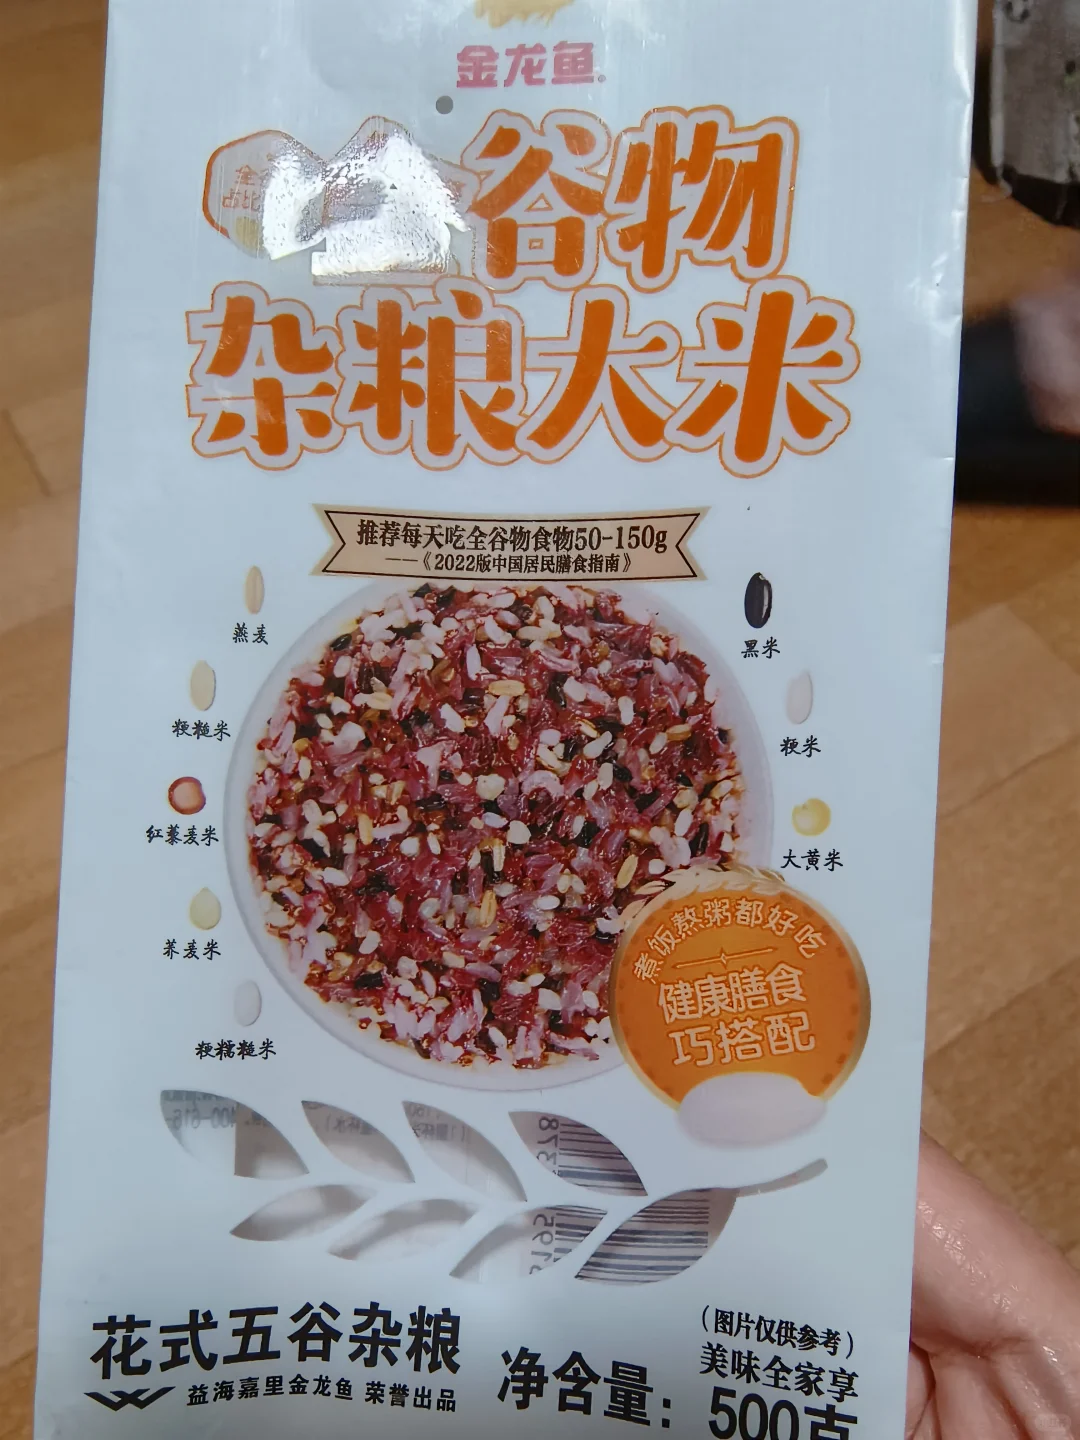 金龙鱼
谷物
杂粮大米
推荐每天吃全谷物食物50-150g
——《2022版中国居民膳食指南》
燕麦
黑米
粳糙米
粳米
红藜麦米
大黄米
荞麦米
粳糯糙米
煮饭熬粥都好吃
健康膳食
巧搭配
花式五谷杂粮
益海嘉里金龙鱼 荣誉出品
(图片仅供参考)
美味全家享
净含量:500克